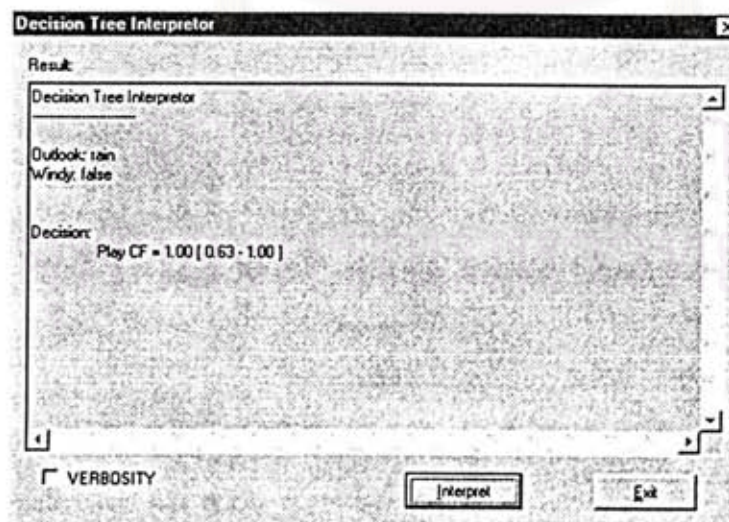 Decision Tree Interpretor
Result:
Decision Tree Interpretor
--------------------
Outlook: rain
Windy: false
Decision:
Play CF = 1.00 [ 0.63 - 1.00 ]
VERBOSITY
Interpret
Exit